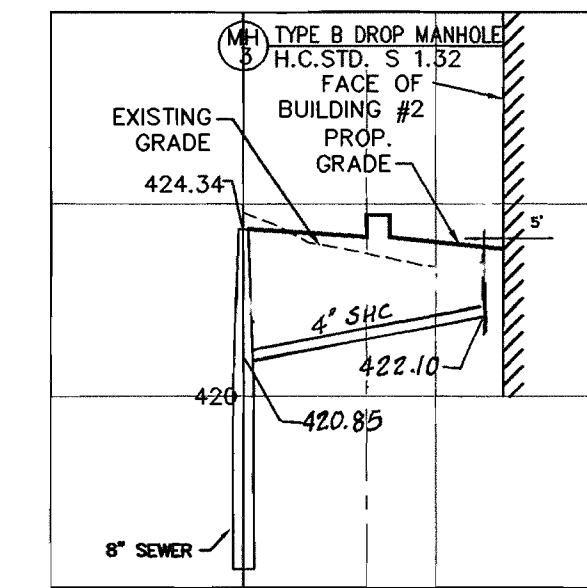 MH
3
TYPE B DROP MANHOLE
H.C.STD. S 1.32
FACE OF
BUILDING #2
EXISTING
GRADE
PROP.
GRADE
424.34
5'
4" SHC
422.10
420
420.85
8" SEWER